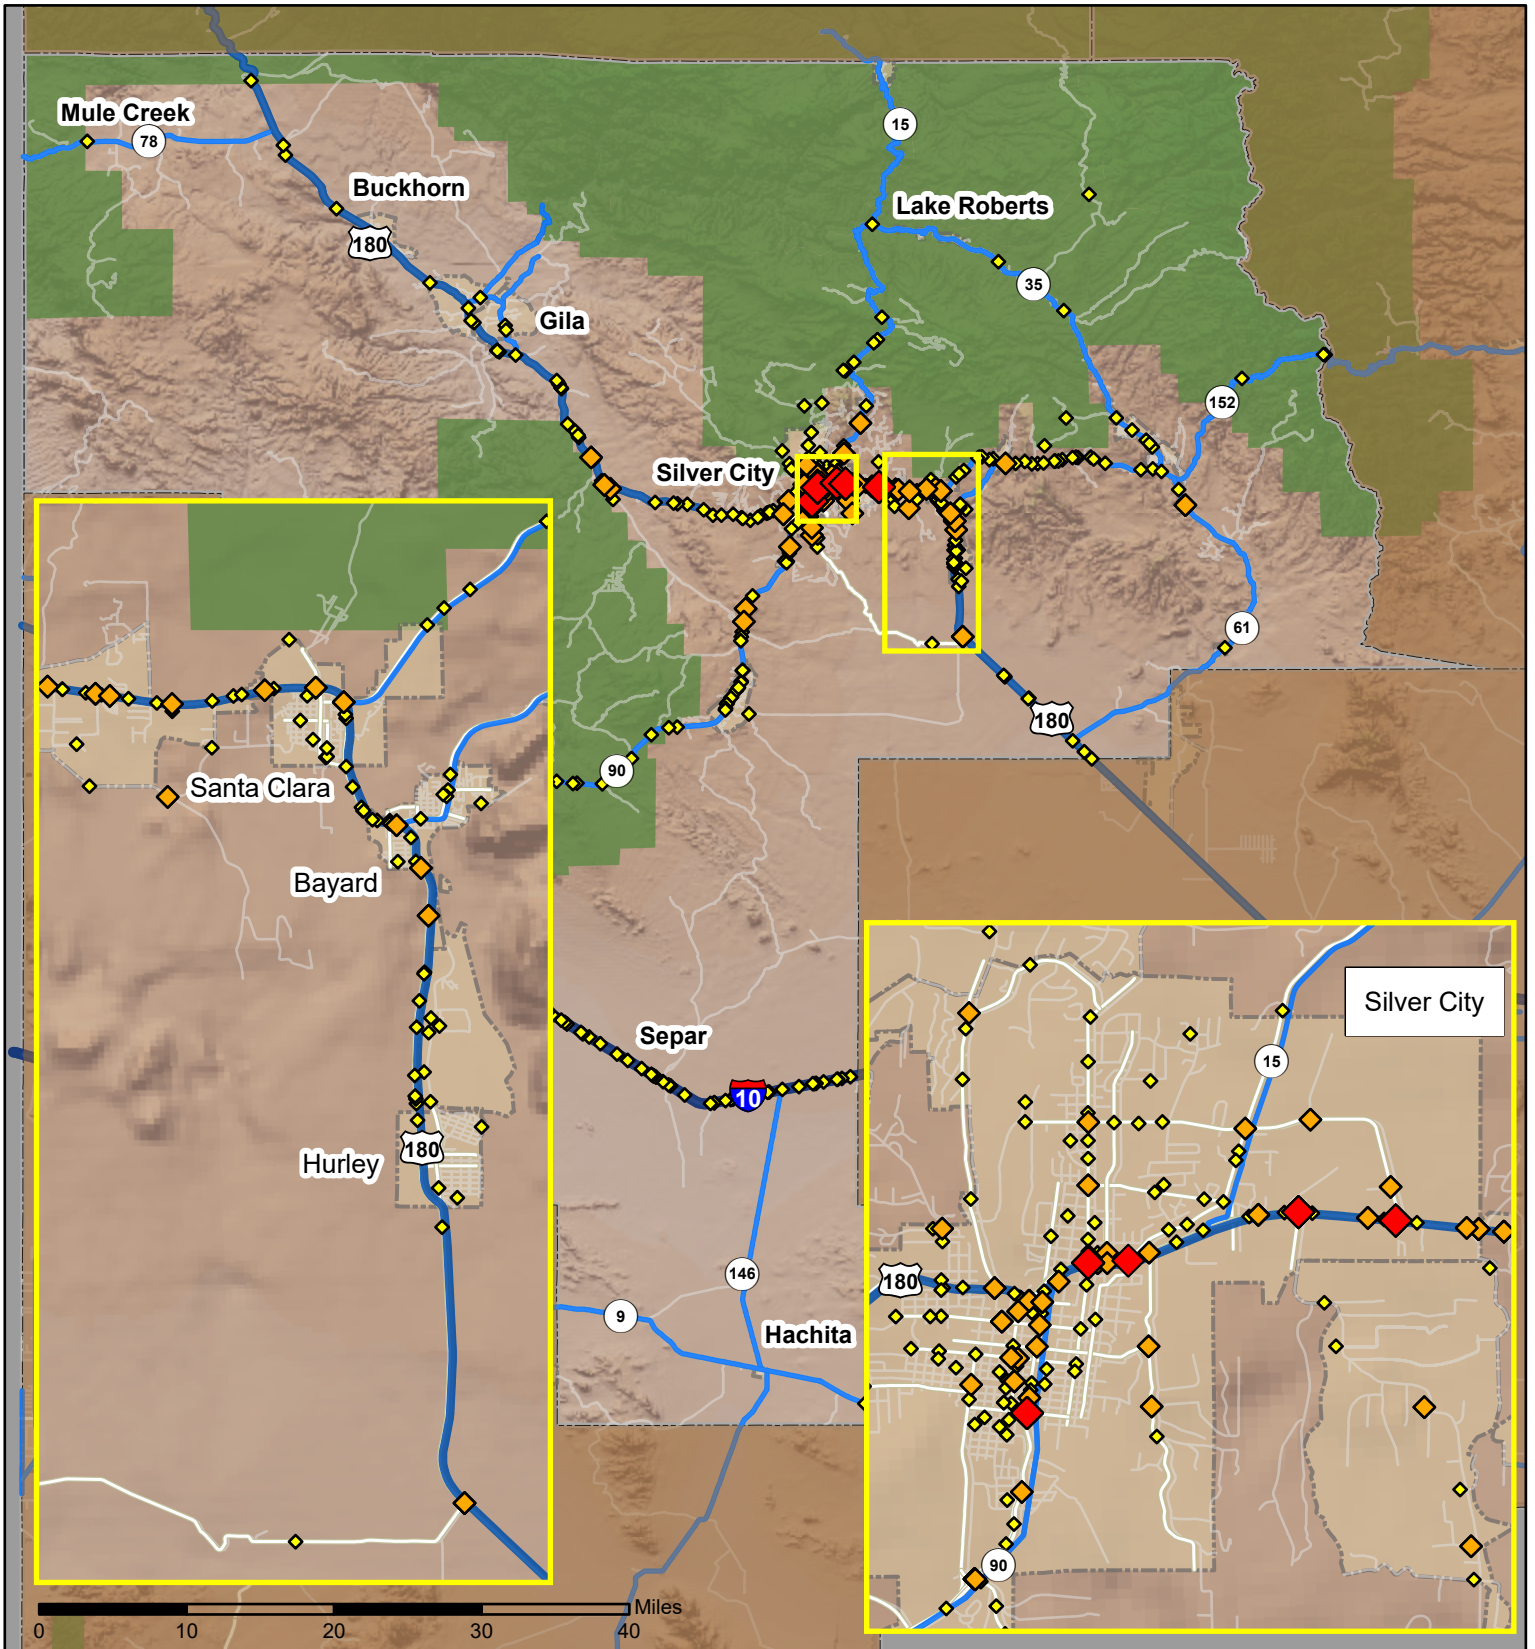 Mule Creek
78
15
Buckhorn
Lake Roberts
180
35
Gila
152
Silver City
61
180
90
Santa Clara
Bayard
Silver City
Separ
15
10
180
Hurley
146
180
9
Hachita
90
Miles
0 10 20 30 40